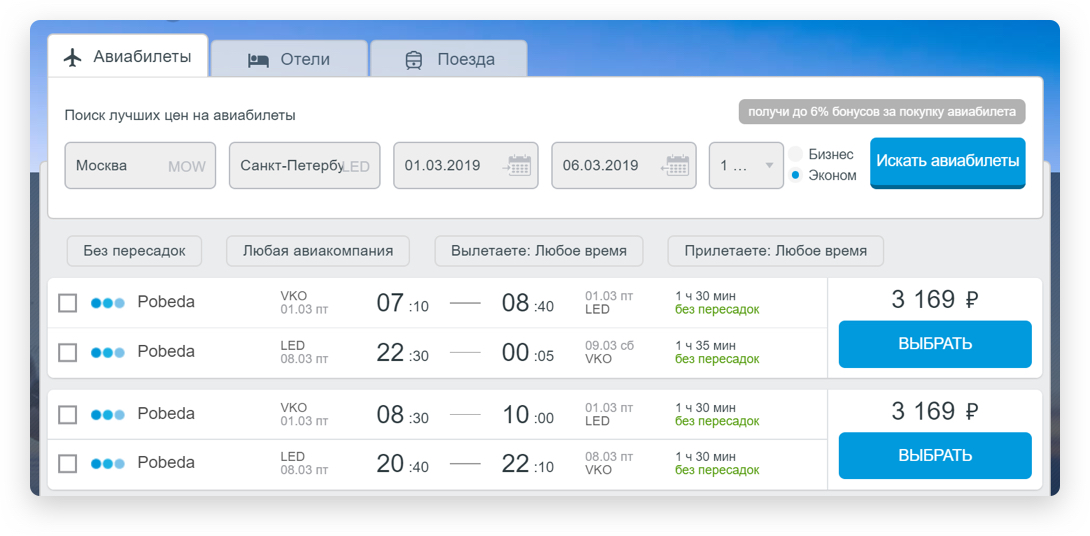 Авиабилеты Отели Поезда
Поиск лучших цен на авиабилеты
получи до 6% бонусов за покупку авиабилета
Москва MOW Санкт-Петербу LED 01.03.2019 06.03.2019 1 ... Бизнес
Эконом
Искать авиабилеты
Без пересадок Любая авиакомпания Вылетаете: Любое время Прилетаете: Любое время
Pobeda VKO 07:10 — 08:40 01.03 пт 1 ч 30 мин
01.03 пт LED без пересадок
3 169 ₽
ВЫБРАТЬ
Pobeda LED 22:30 — 00:05 09.03 сб 1 ч 35 мин
08.03 пт VKO без пересадок
Pobeda VKO 08:30 — 10:00 01.03 пт 1 ч 30 мин
01.03 пт LED без пересадок
3 169 ₽
ВЫБРАТЬ
Pobeda LED 20:40 — 22:10 08.03 пт 1 ч 30 мин
08.03 пт VKO без пересадок